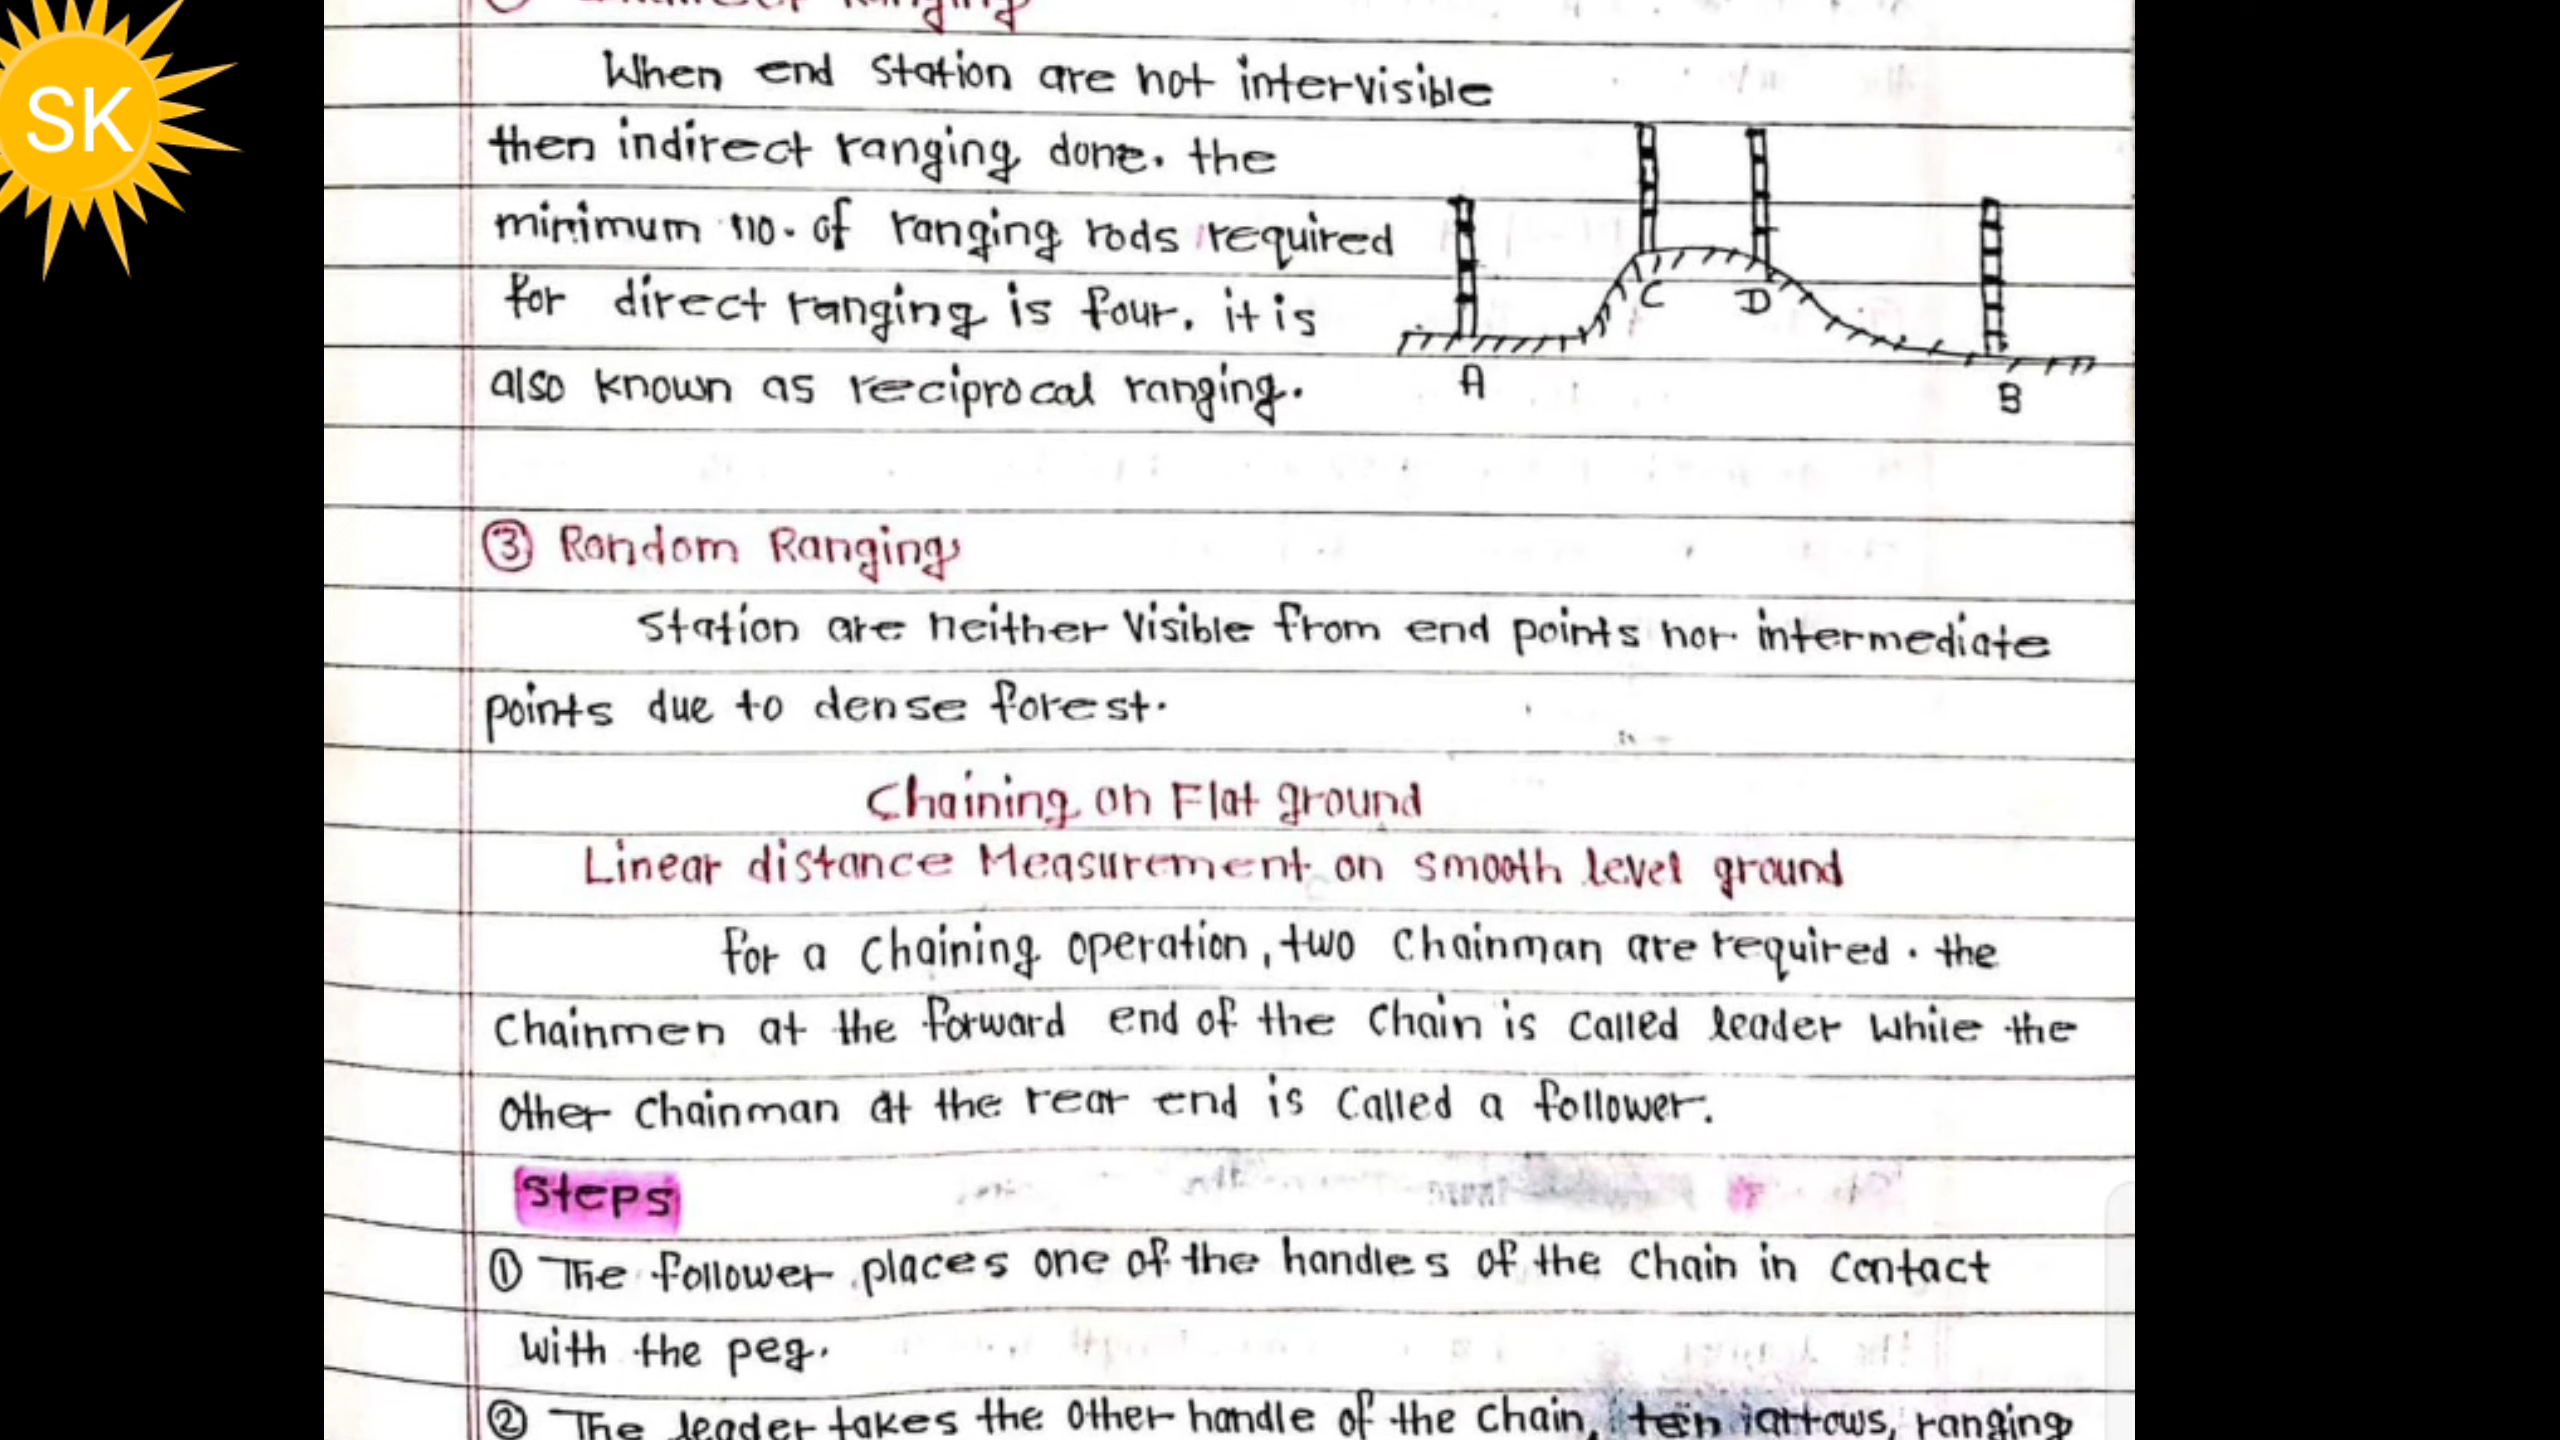 SK
Indirect Ranging
When end station are not intervisible
then indirect ranging done. the
minimum no. of ranging rods required
for direct ranging is four. it is
also known as reciprocal ranging.
C D
A
B
③ Random Ranging
Station are neither visible from end points nor intermediate
points due to dense forest.
Chaining on Flat ground
Linear distance Measurement on smooth level ground
for a chaining operation, two chainman are required. the
Chainmen at the forward end of the chain is called leader while the
other chainman at the rear end is called a follower.
Steps
① The follower places one of the handles of the chain in contact
with the peg.
② The leader takes the other handle of the chain, ten arrows, ranging